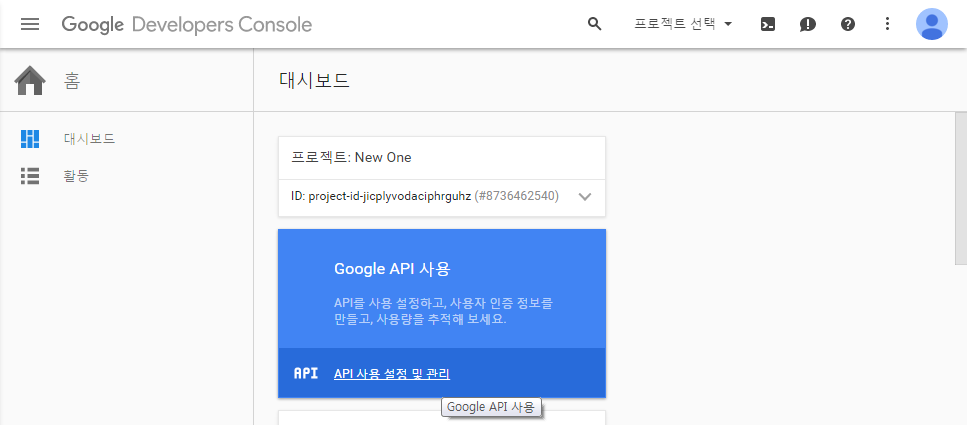 Google Developers Console
프로젝트 선택
홈
대시보드
대시보드
활동
프로젝트: New One
ID: project-id-jicplyvodaciphrguhz (#8736462540)
Google API 사용
API를 사용 설정하고, 사용자 인증 정보를
만들고, 사용량을 추적해 보세요.
API
API 사용 설정 및 관리
Google API 사용